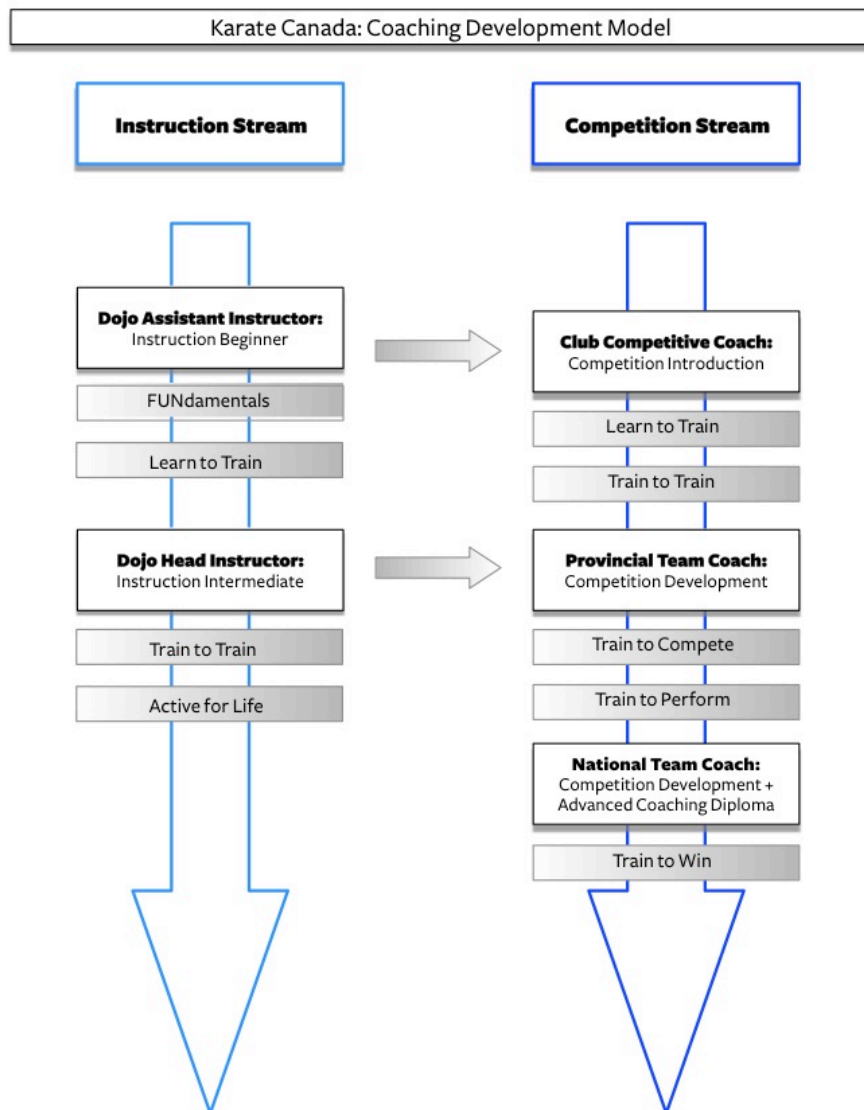 Karate Canada: Coaching Development Model
Instruction Stream
Dojo Assistant Instructor:
Instruction Beginner
FUNdamentals
Learn to Train
Dojo Head Instructor:
Instruction Intermediate
Train to Train
Active for Life
Competition Stream
Club Competitive Coach:
Competition Introduction
Learn to Train
Train to Train
Provincial Team Coach:
Competition Development
Train to Compete
Train to Perform
National Team Coach:
Competition Development +
Advanced Coaching Diploma
Train to Win